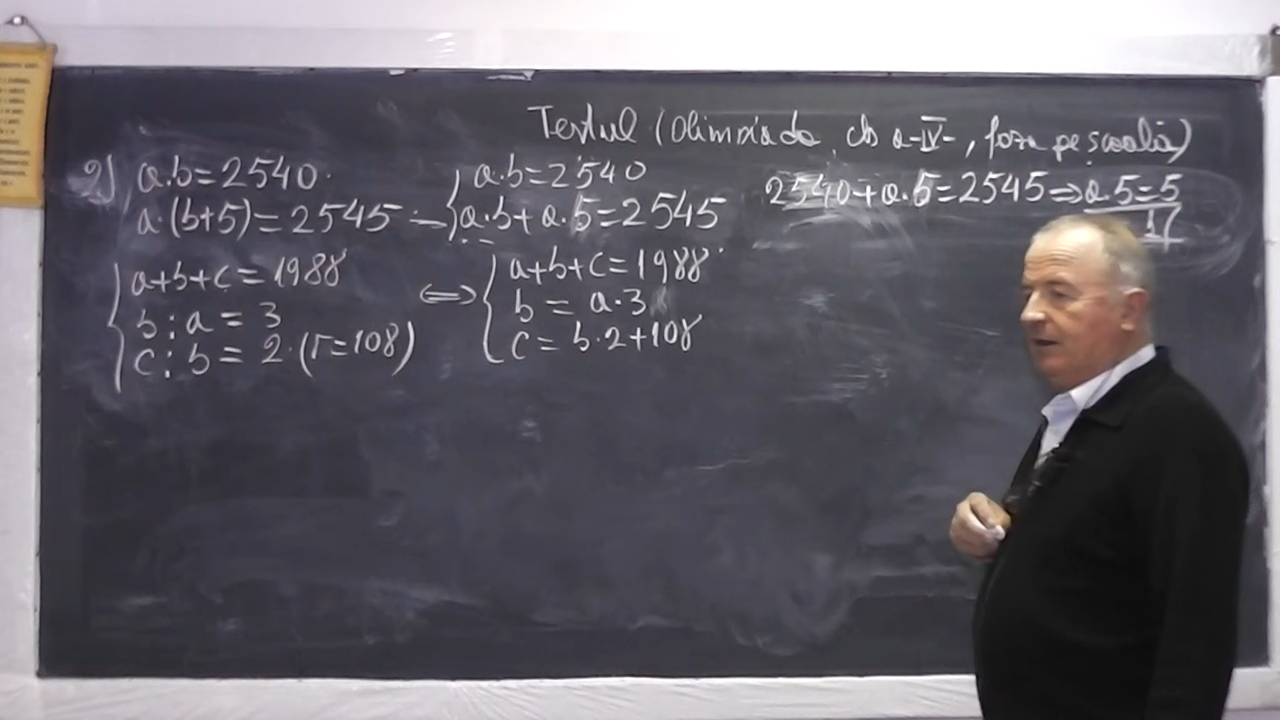 Testul (Olimpiada, cls a-IV-, faza pe școală)
2) a.b=2540
a.(b+5)=2545
a.b=2540
a.b+a.5=2545
2540+a.5=2545⇒a.5=5
a+b+c=1988
b:a=3
c:b=2.(r=108)
⇔
a+b+c=1988
b=a.3
c=b.2+108